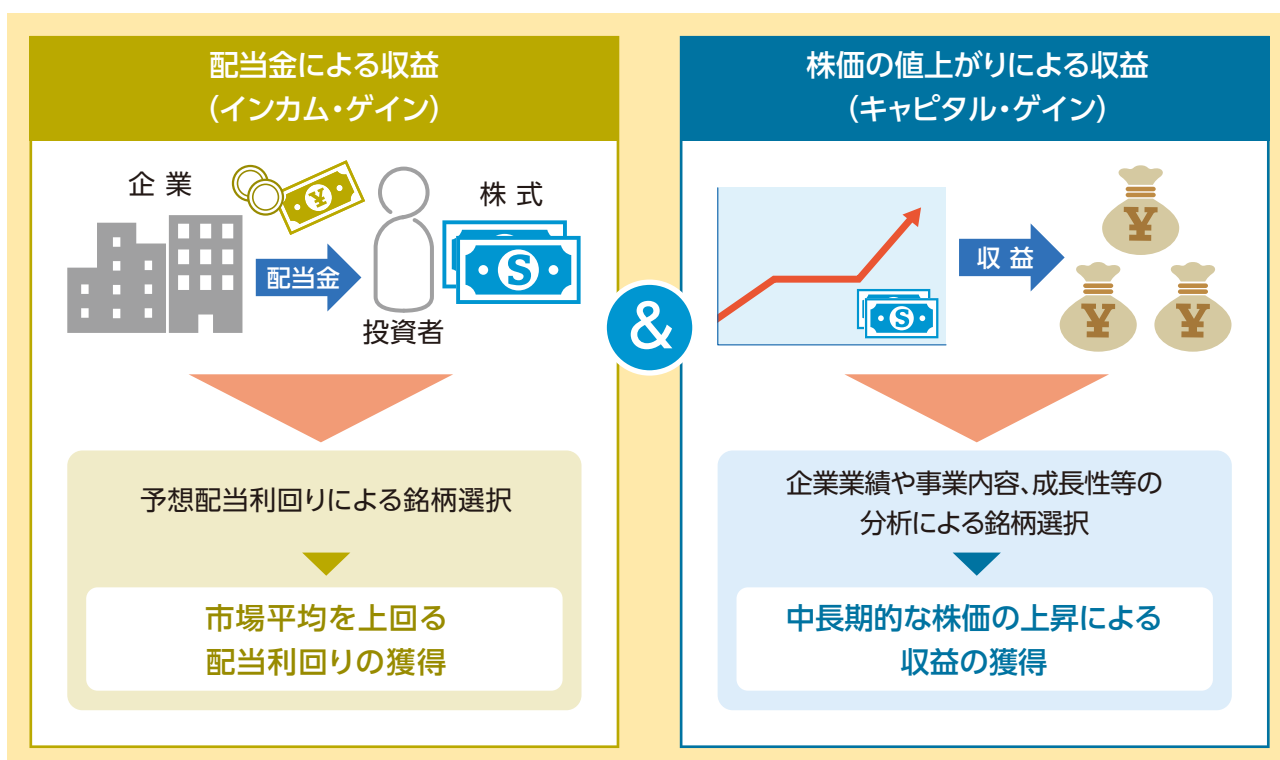 配当金による収益
（インカム・ゲイン）
企業
¥
配当金
投資者
株式
S
予想配当利回りによる銘柄選択
市場平均を上回る
配当利回りの獲得
&
株価の値上がりによる収益
（キャピタル・ゲイン）
S
収益
¥
¥
¥
企業業績や事業内容、成長性等の
分析による銘柄選択
中長期的な株価の上昇による
収益の獲得